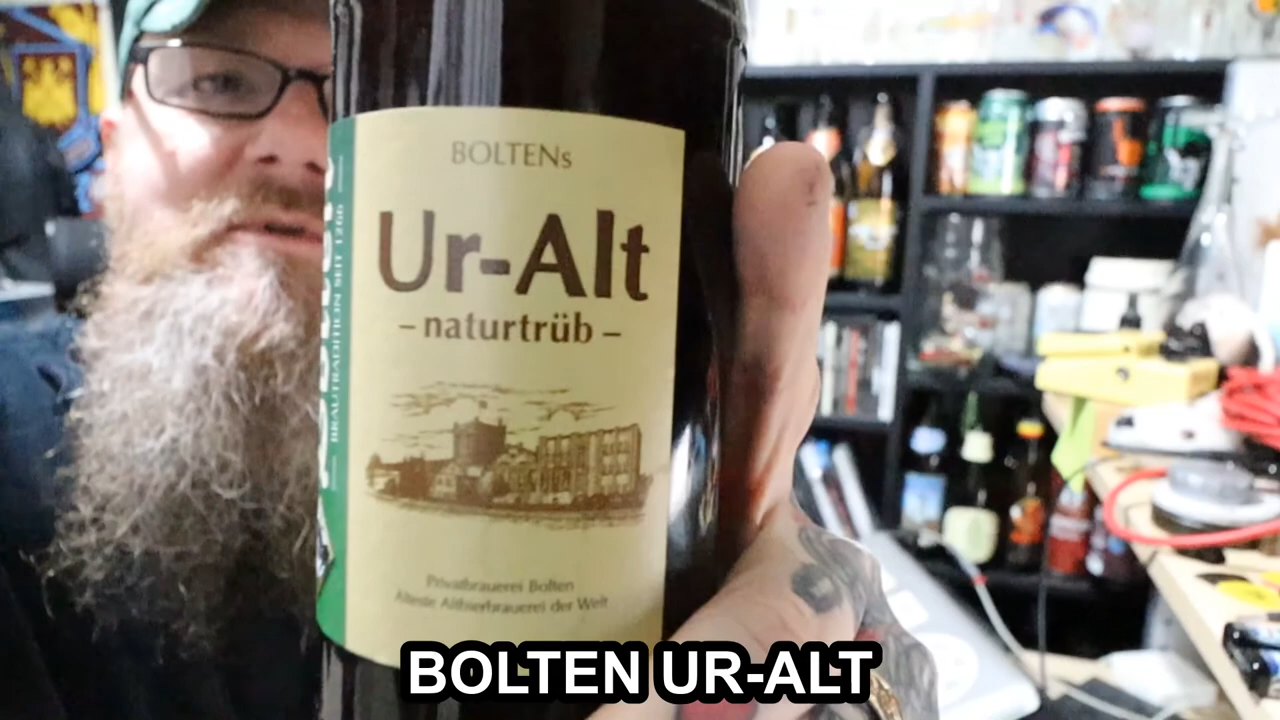 BOLTENs
Ur-Alt
– naturtrüb –
Privatbrauerei Bolten
Älteste Altbierbrauerei der Welt
BRAUTRADITION SEIT 1266
BOLTEN UR-ALT